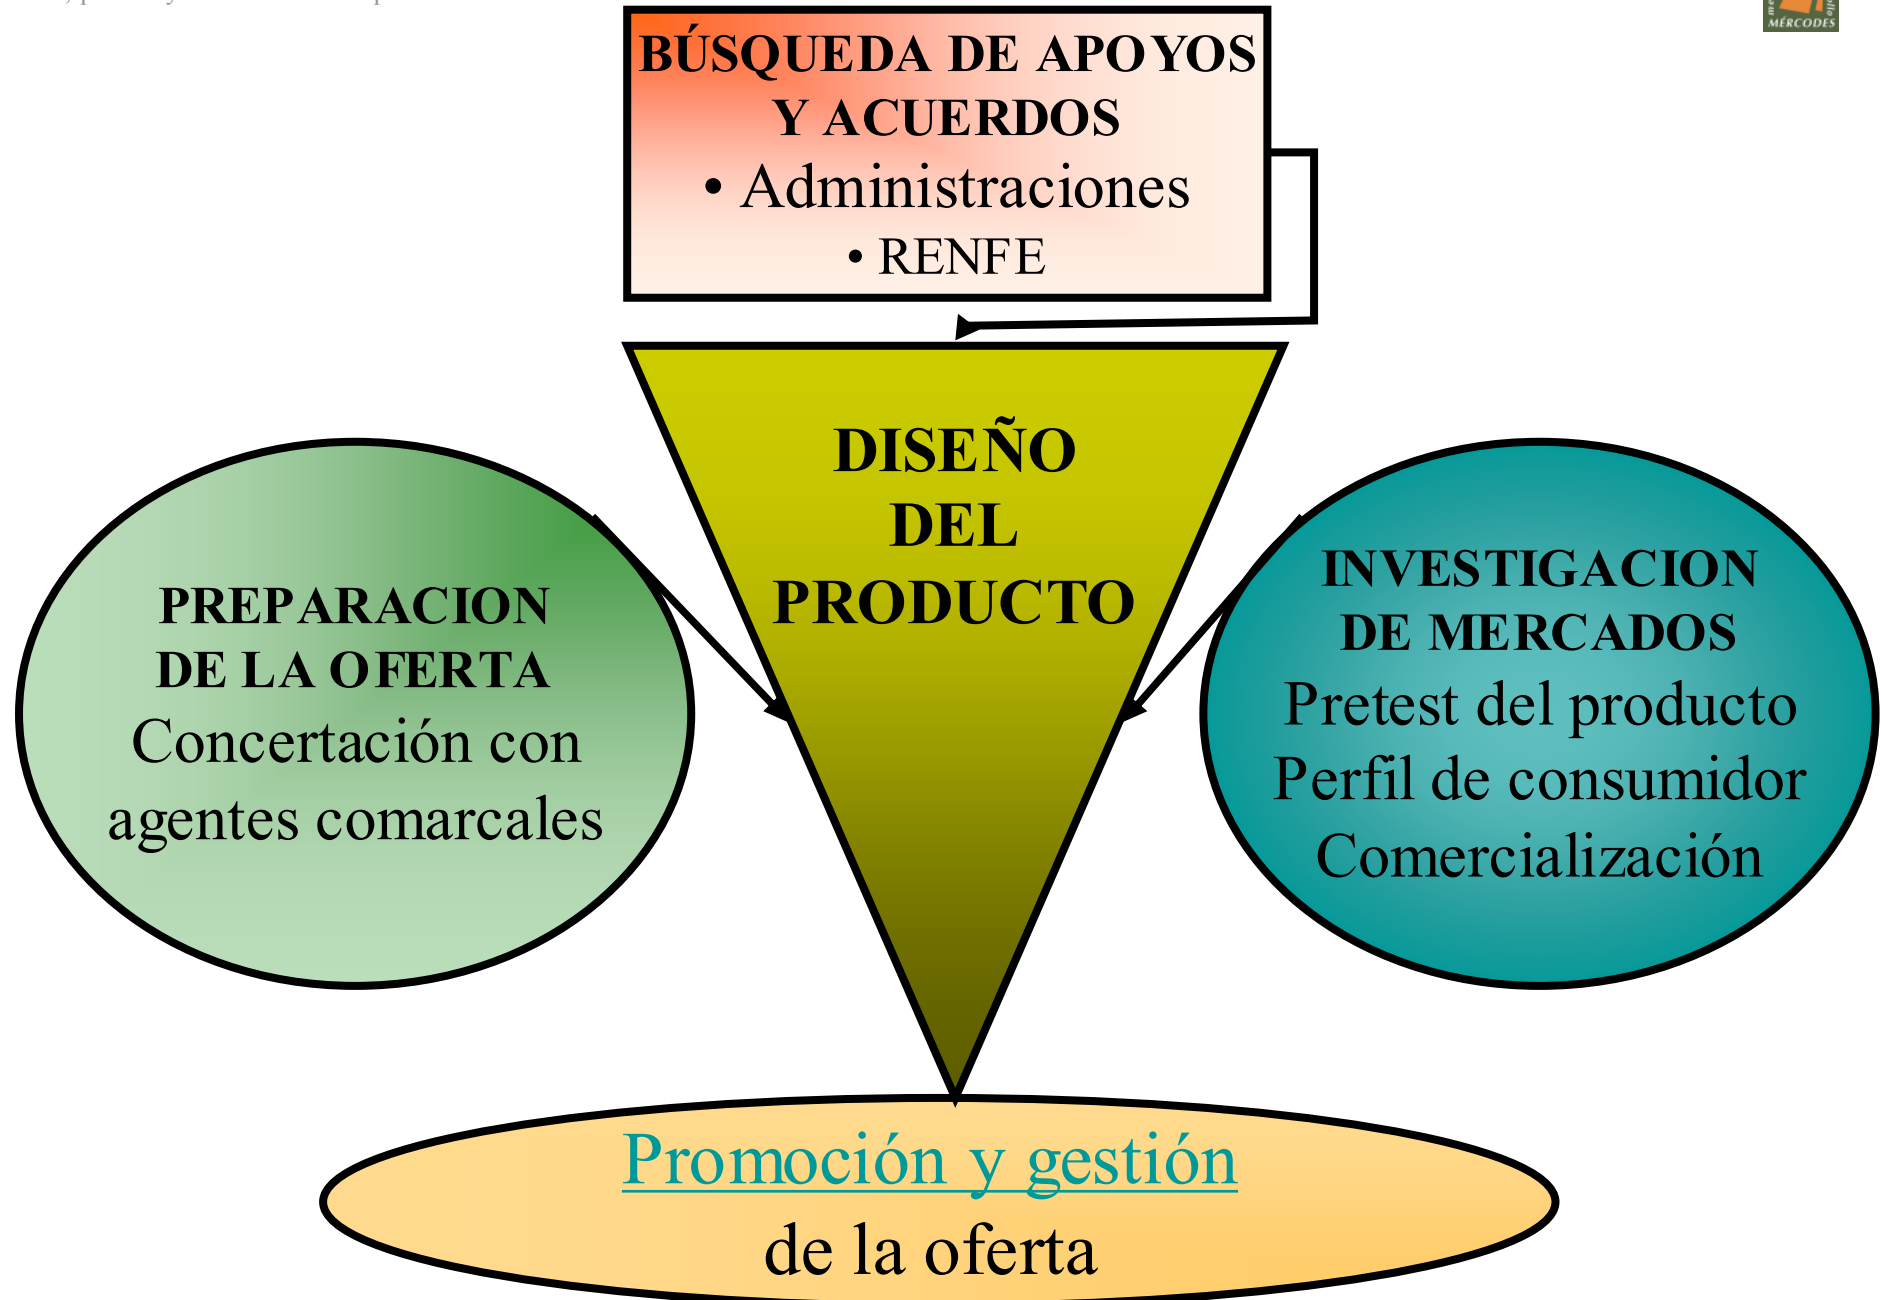 MÉRCODES
BÚSQUEDA DE APOYOS
Y ACUERDOS
• Administraciones
• RENFE
DISEÑO
DEL
PRODUCTO
PREPARACION
DE LA OFERTA
Concertación con
agentes comarcales
INVESTIGACION
DE MERCADOS
Pretest del producto
Perfil de consumidor
Comercialización
Promoción y gestión
de la oferta